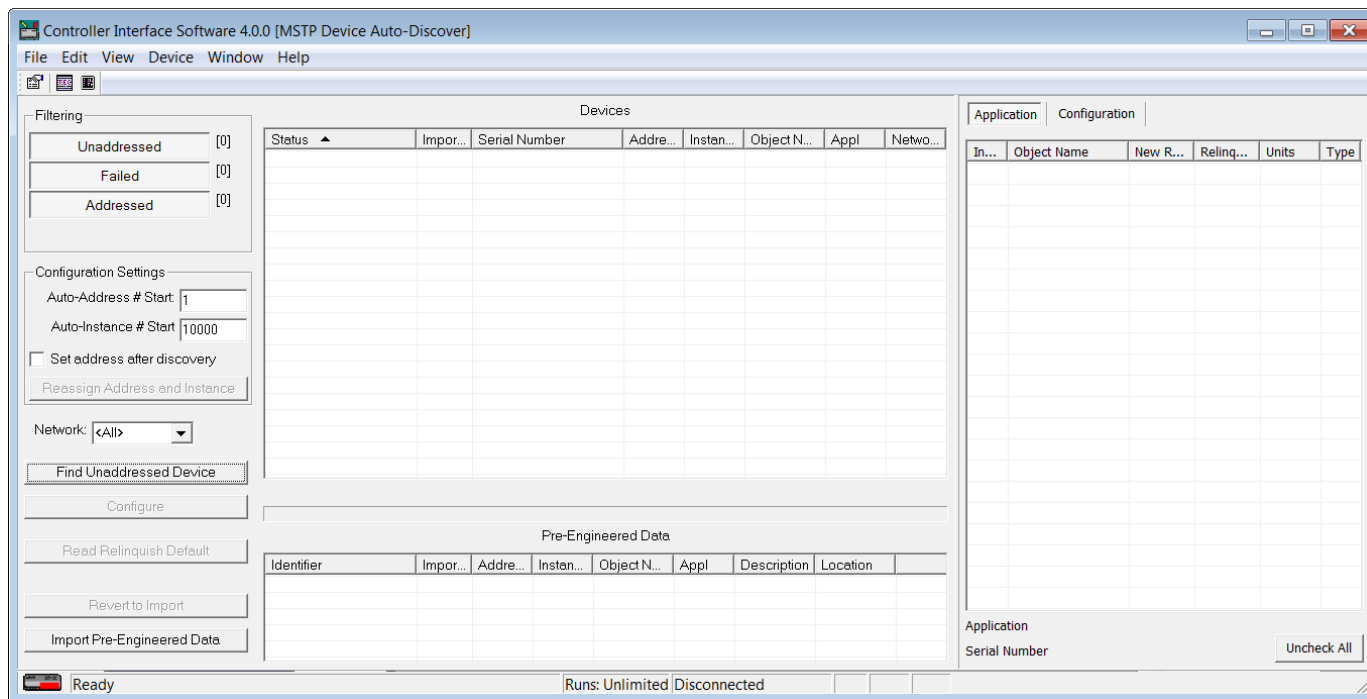 Controller Interface Software 4.0.0 [MSTP Device Auto-Discover]
File Edit View Device Window Help
Filtering
Unaddressed [0]
Failed [0]
Addressed [0]
Configuration Settings
Auto-Address # Start: 1
Auto-Instance # Start 10000
Set address after discovery
Reassign Address and Instance
Network: <All>
Find Unaddressed Device
Configure
Read Relinquish Default
Revert to Import
Import Pre-Engineered Data
Devices
Status Impor... Serial Number Addre... Instan... Object N... Appl Netwo...
Pre-Engineered Data
Identifier Impor... Addre... Instan... Object N... Appl Description Location
Application Configuration
In... Object Name New R... Relinq... Units Type
Application
Serial Number
Uncheck All
Ready Runs: Unlimited Disconnected